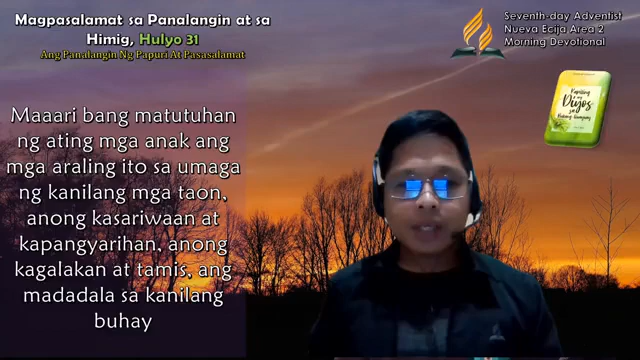 Magpasalamat sa Panalangin at sa
Himig, Hulyo 31
Ang Panalangin Ng Papuri At Pasasalamat
Seventh-day Adventist
Nueva Ecija Area 2
Morning Devotional
Diyos
Maaari bang matutuhan
ng ating mga anak ang
mga araling ito sa umaga
ng kanilang mga taon,
anong kasariwaan at
kapangyarihan, anong
kagalakan at tamis, ang
madadala sa kanilang
buhay